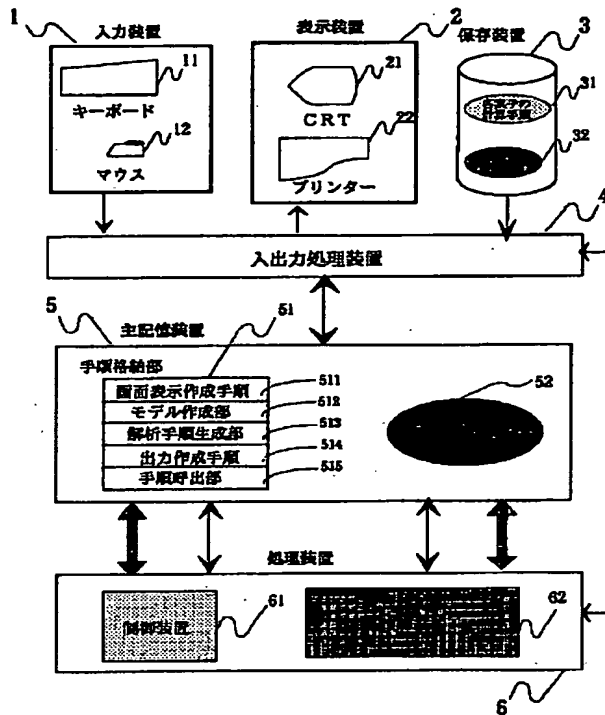 1
入力装置
11
キーボード
12
マウス
表示装置
2
21
CRT
22
プリンター
保存装置
3
31
計算手順
32
4
入出力処理装置
5
主記憶装置
51
手順格納部
画面表示作成手順
511
モデル作成部
512
解析手順生成部
513
出力作成手順
514
手順呼出部
515
52
処理装置
制御装置
61
62
6